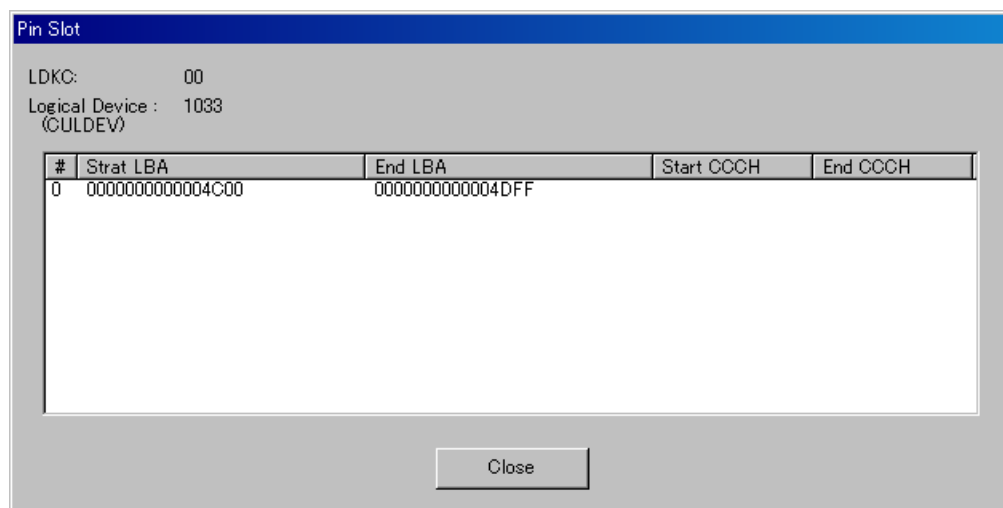 Pin Slot
LDKC: 00
Logical Device : 1033
(CULDEV)
# Strat LBA End LBA Start CCCH End CCCH
0 0000000000004C00 0000000000004DFF
Close